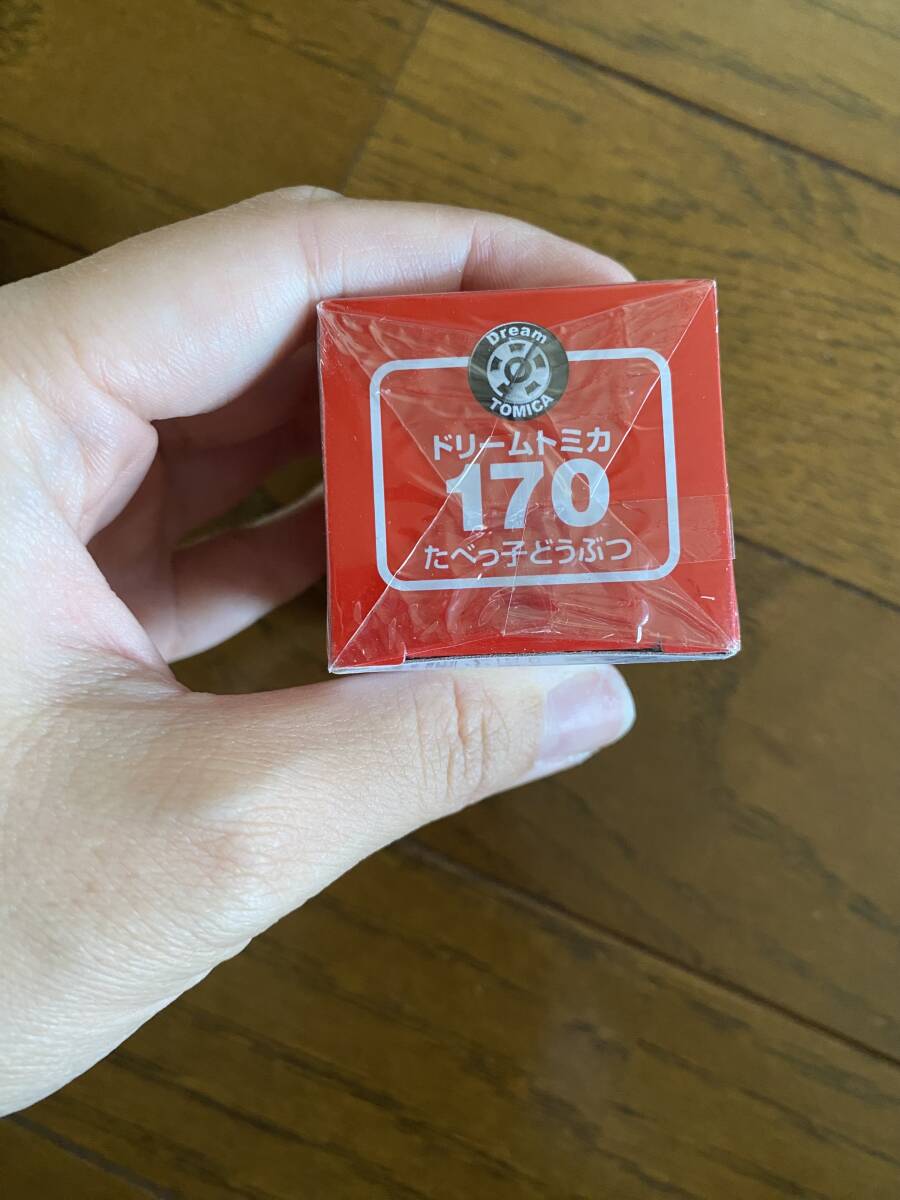 Dream
TOMICA
ドリームトミカ
170
たべっ子どうぶつ